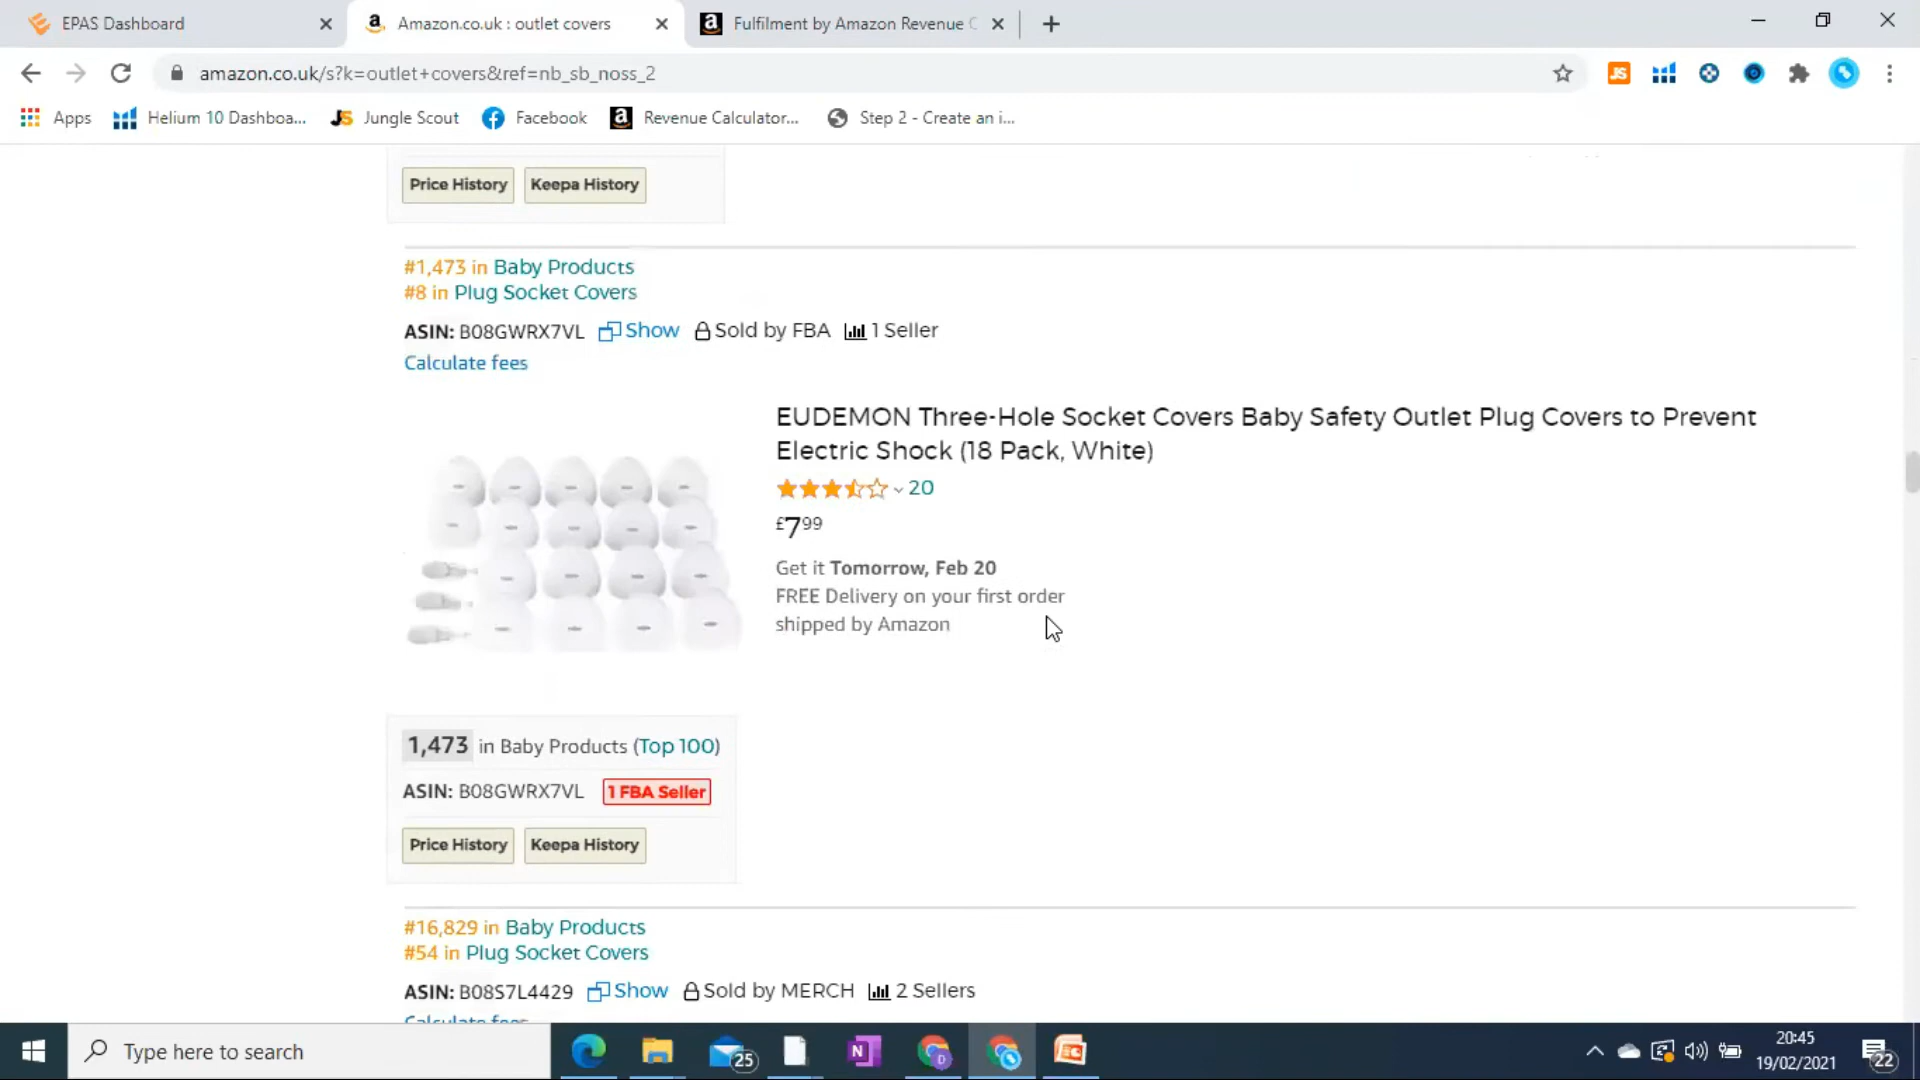 EPAS Dashboard
Amazon.co.uk : outlet covers
Fulfilment by Amazon Revenue C
amazon.co.uk/s?k=outlet+covers&ref=nb_sb_noss_2
JS
Apps
Helium 10 Dashboa...
JS Jungle Scout
Facebook
Revenue Calculator...
Step 2 - Create an i...
Price History
Keepa History
#1,473 in Baby Products
#8 in Plug Socket Covers
ASIN: B08GWRX7VL Show Sold by FBA 1 Seller
Calculate fees
EUDEMON Three-Hole Socket Covers Baby Safety Outlet Plug Covers to Prevent
Electric Shock (18 Pack, White)
20
£7⁹⁹
Get it Tomorrow, Feb 20
FREE Delivery on your first order
shipped by Amazon
1,473 in Baby Products (Top 100)
ASIN: B08GWRX7VL 1 FBA Seller
Price History
Keepa History
#16,829 in Baby Products
#54 in Plug Socket Covers
ASIN: B08S7L4429 Show Sold by MERCH 2 Sellers
Calculate fees
Type here to search
25
N
D
20:45
19/02/2021
22